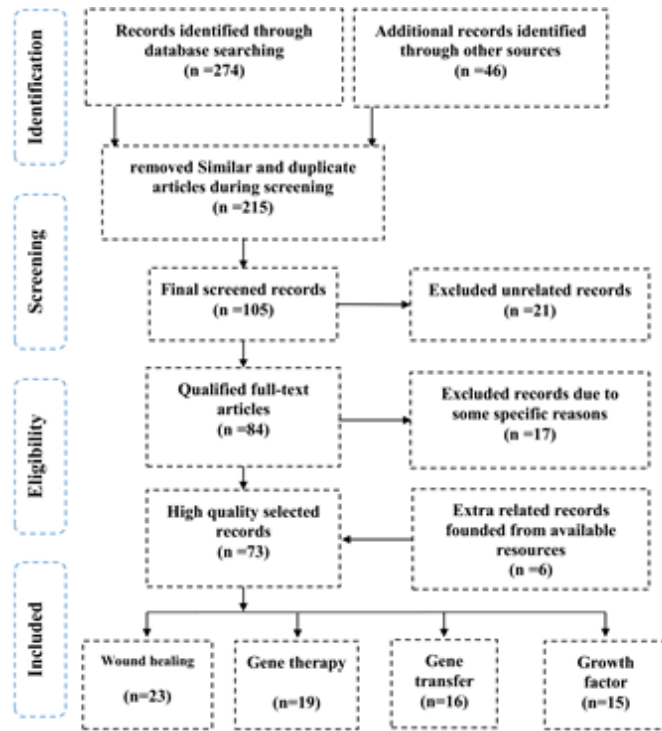 Identification
Records identified through
database searching
(n =274)
Additional records identified
through other sources
(n =46)
removed Similar and duplicate
articles during screening
(n =215)
Screening
Final screened records
(n =105)
Excluded unrelated records
(n =21)
Eligibility
Qualified full-text
articles
(n =84)
Excluded records due to
some specific reasons
(n =17)
High quality selected
records
(n =73)
Extra related records
founded from available
resources
(n =6)
Included
Wound healing
(n=23)
Gene therapy
(n=19)
Gene
transfer
(n=16)
Growth
factor
(n=15)